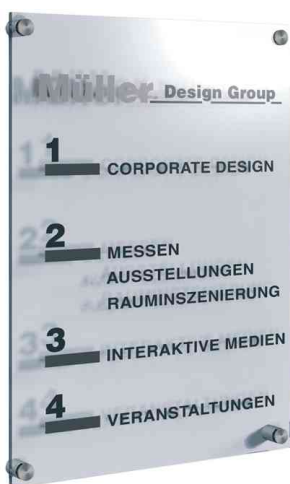 Müller Design Group
1
CORPORATE DESIGN
2
MESSEN
AUSSTELLUNGEN
RAUMINSZENIERUNG
3
INTERAKTIVE MEDIEN
4
VERANSTALTUNGEN